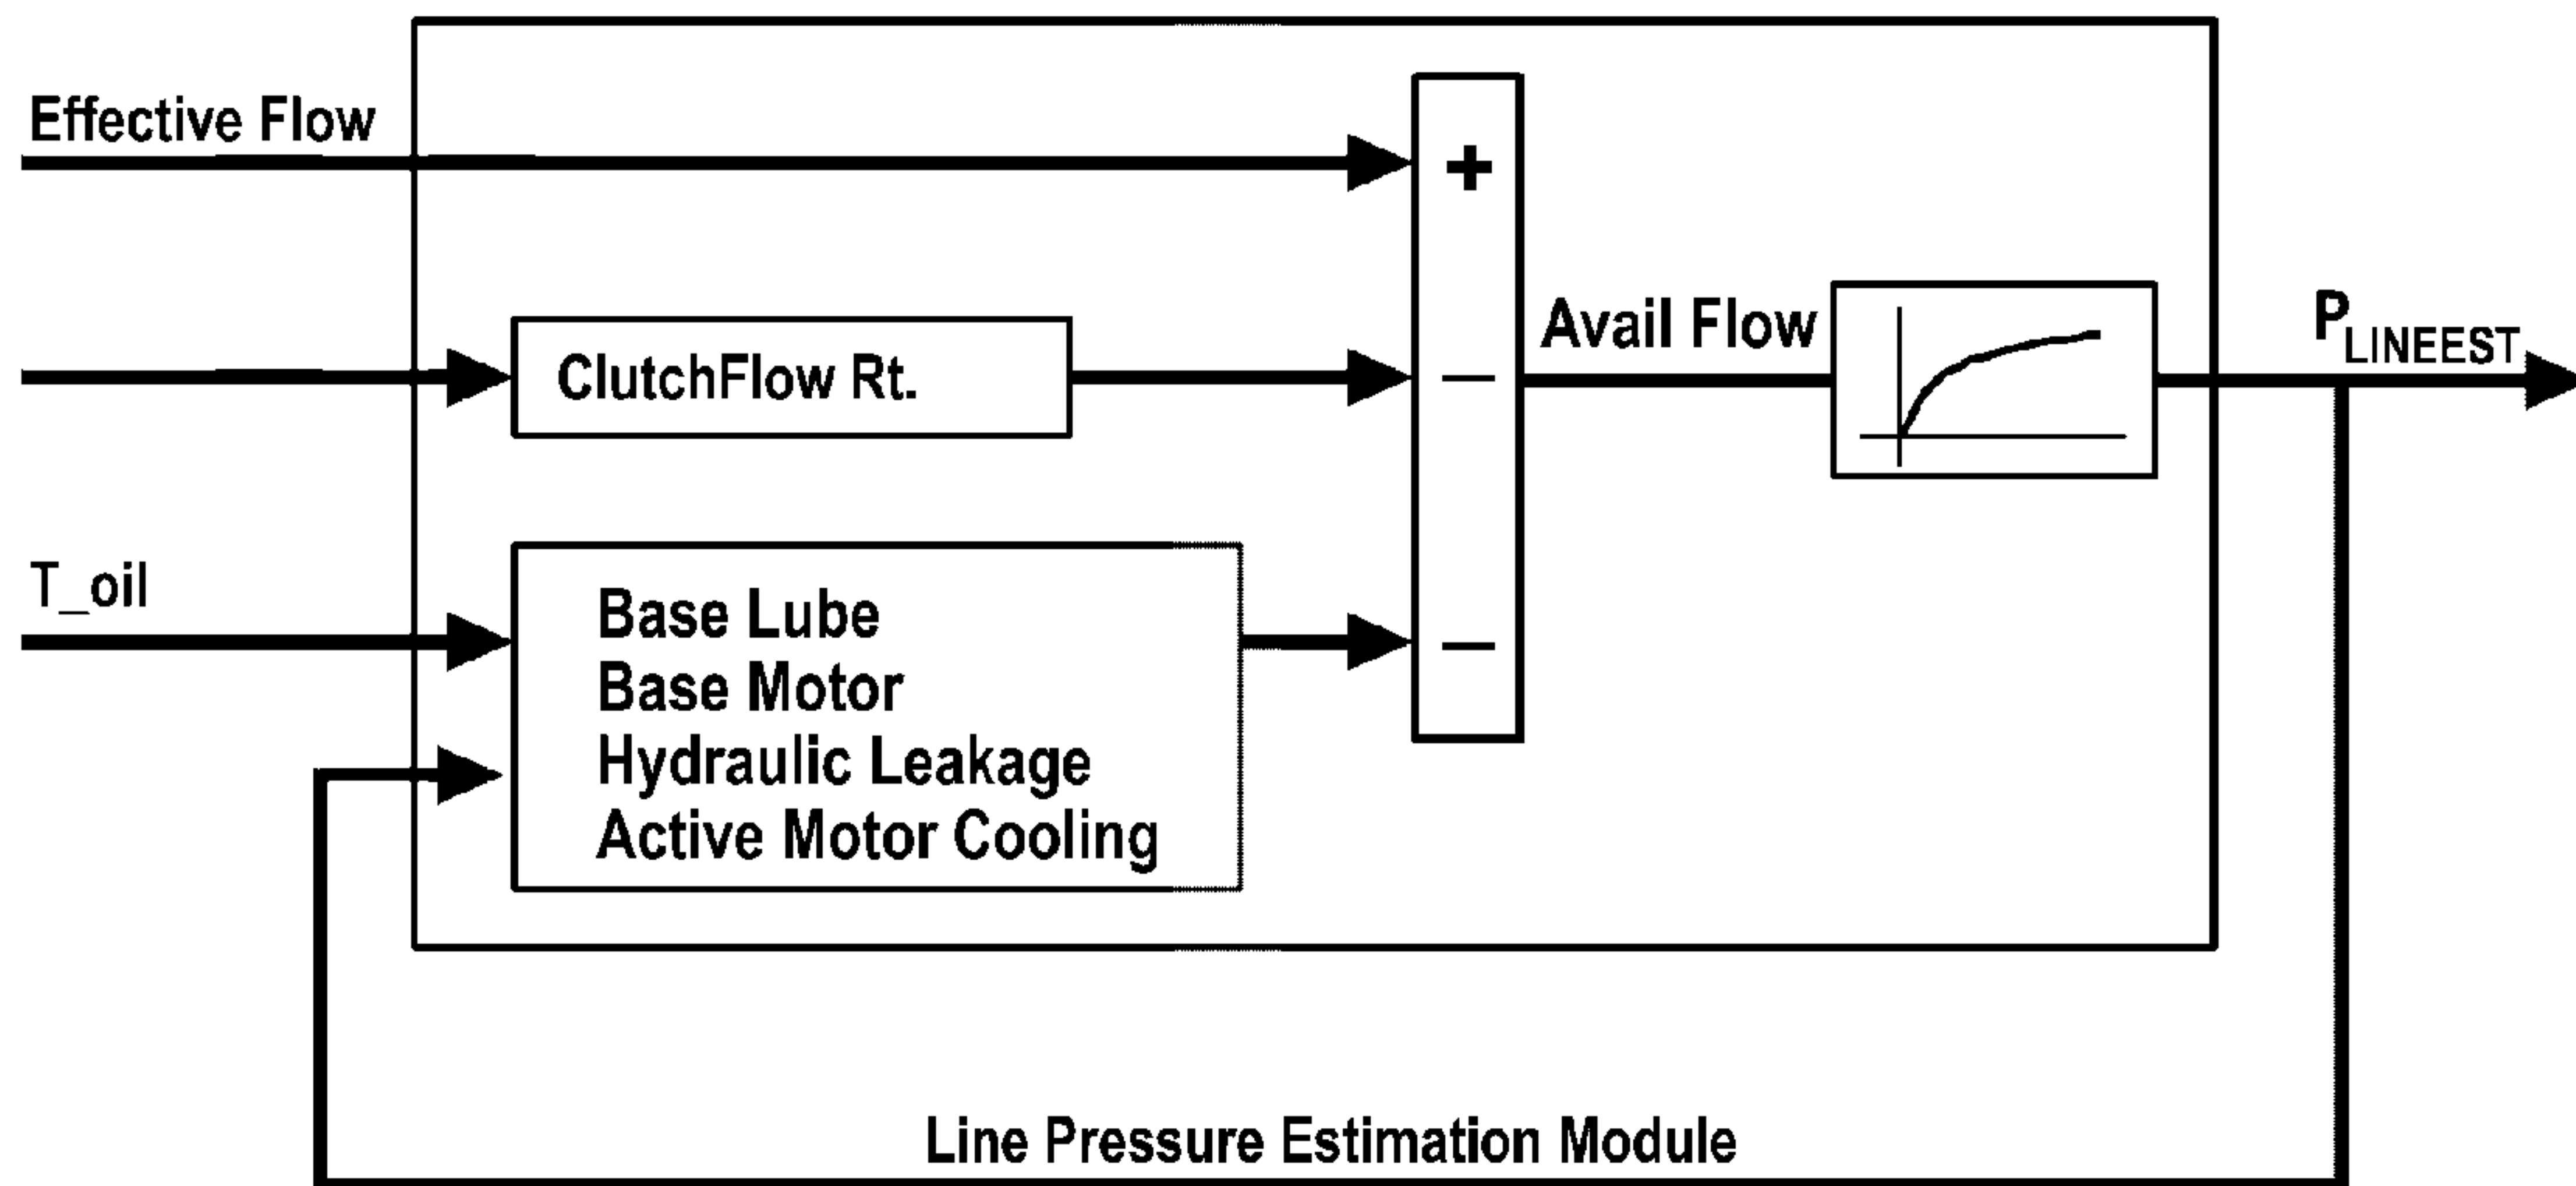 Effective Flow
+
ClutchFlow Rt.
−
Avail Flow
P LINEEST
T_oil
−
Base Lube
Base Motor
Hydraulic Leakage
Active Motor Cooling
Line Pressure Estimation Module